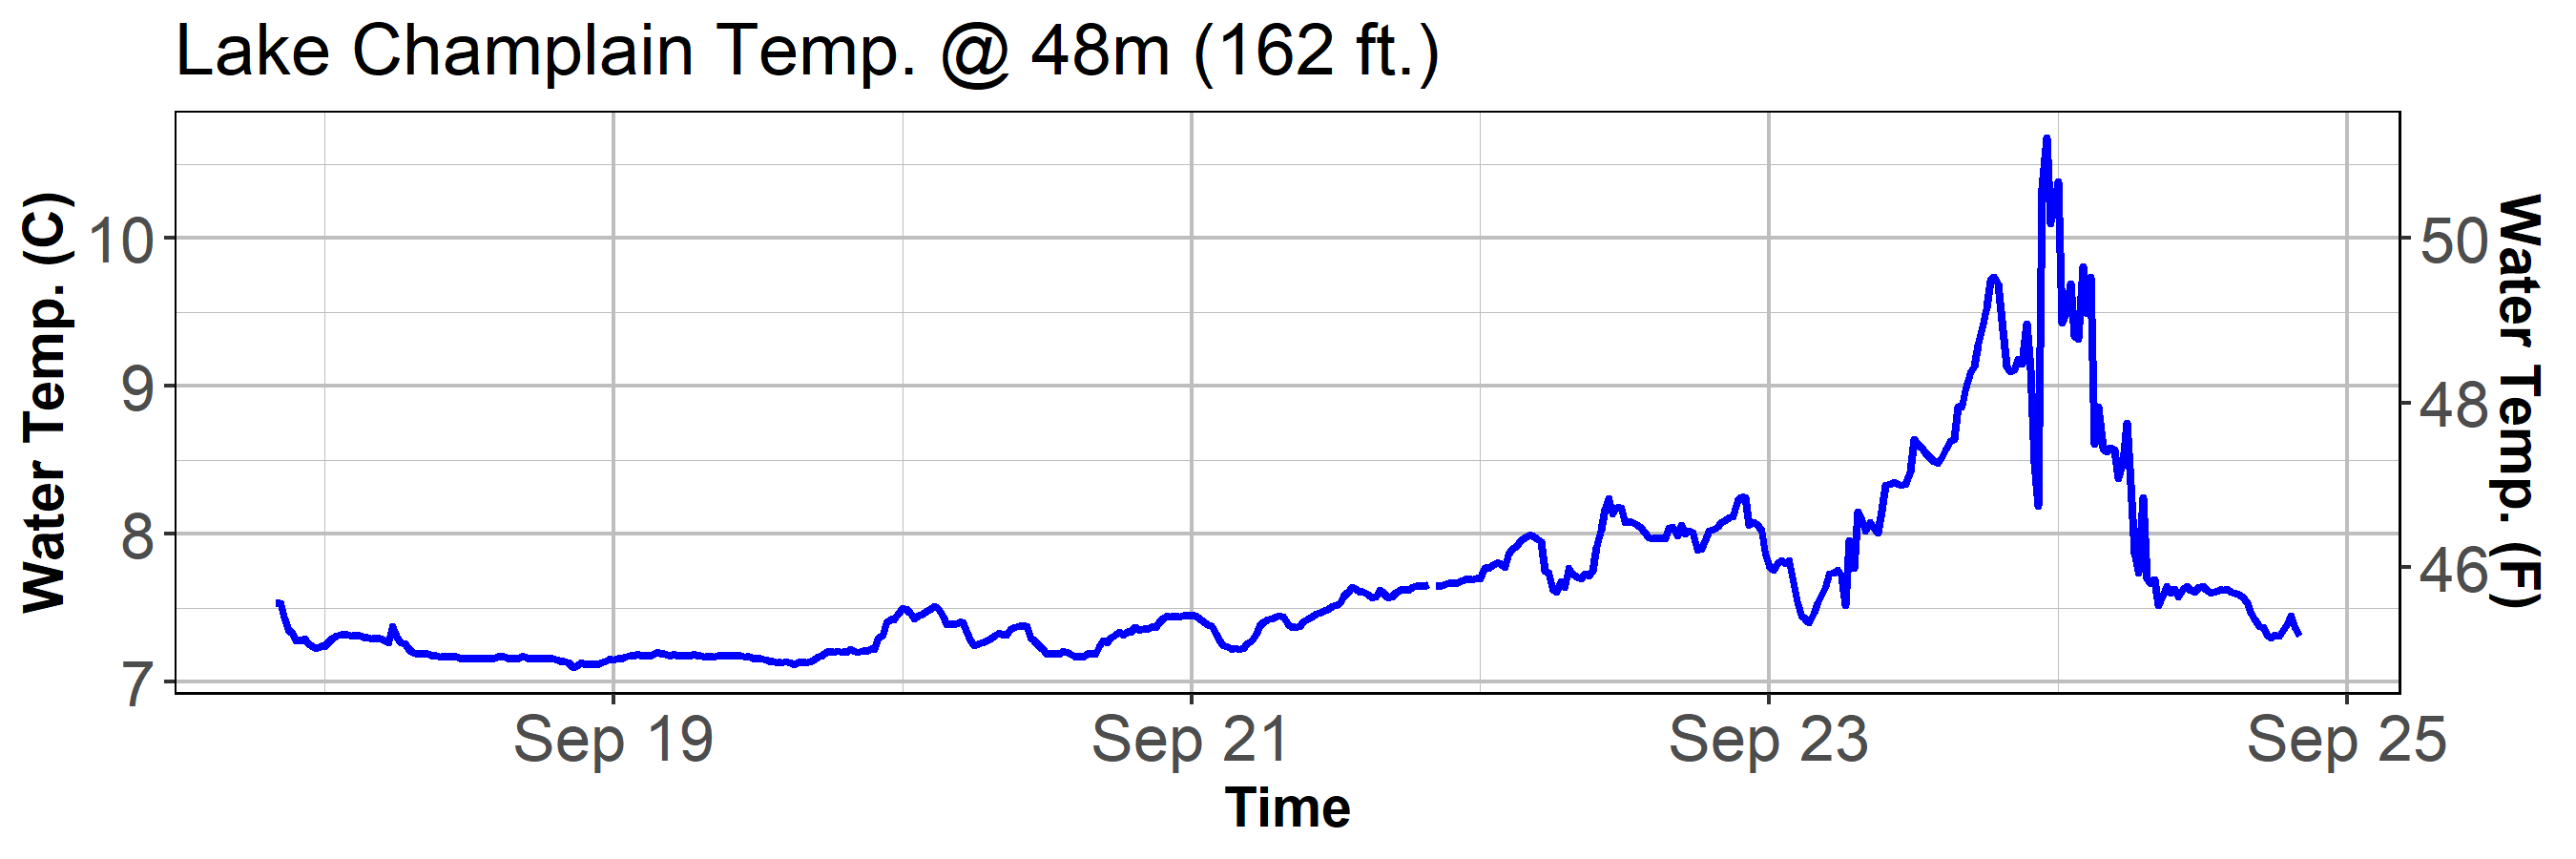 Lake Champlain Temp. @ 48m (162 ft.)
Water Temp. (C)
10
9
8
7
50
48
46
Water Temp. (F)
Sep 19
Sep 21
Sep 23
Sep 25
Time